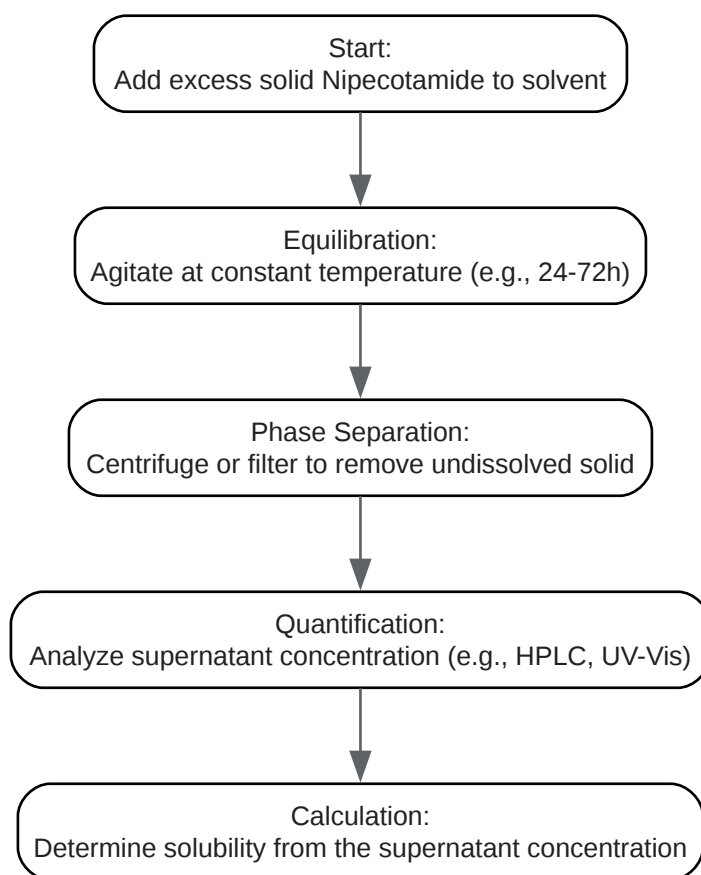 Start:
Add excess solid Nipecotamide to solvent
Equilibration:
Agitate at constant temperature (e.g., 24-72h)
Phase Separation:
Centrifuge or filter to remove undissolved solid
Quantification:
Analyze supernatant concentration (e.g., HPLC, UV-Vis)
Calculation:
Determine solubility from the supernatant concentration